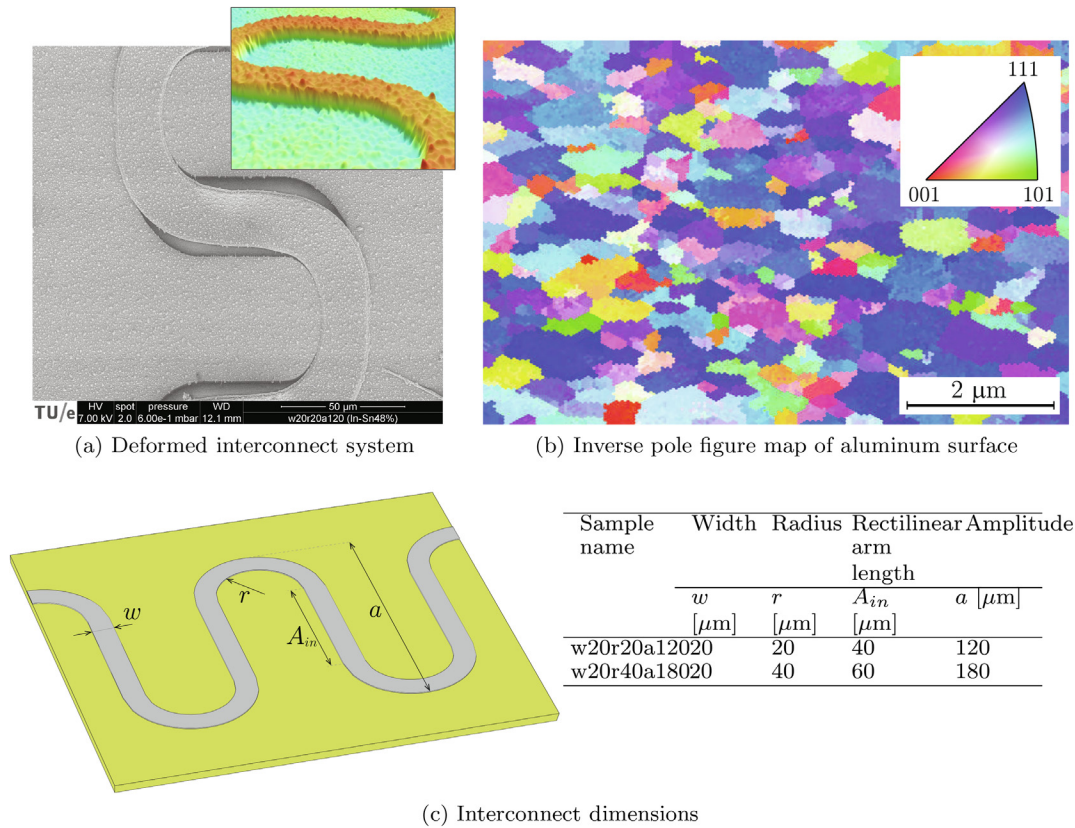 111
001 101
2 μm
TU/e
HV spot pressure WD 50 μm
7.00 kV 2.0 6.00e-1 mbar 12.1 mm w20r20a120 (In-Sn48%)
(a) Deformed interconnect system
(b) Inverse pole figure map of aluminum surface
w
r
A_in
a
Sample name Width Radius Rectilinear arm length Amplitude
w [μm] r [μm] A_in [μm] a [μm]
w20r20a120 20 20 40 120
w20r40a180 20 40 60 180
(c) Interconnect dimensions